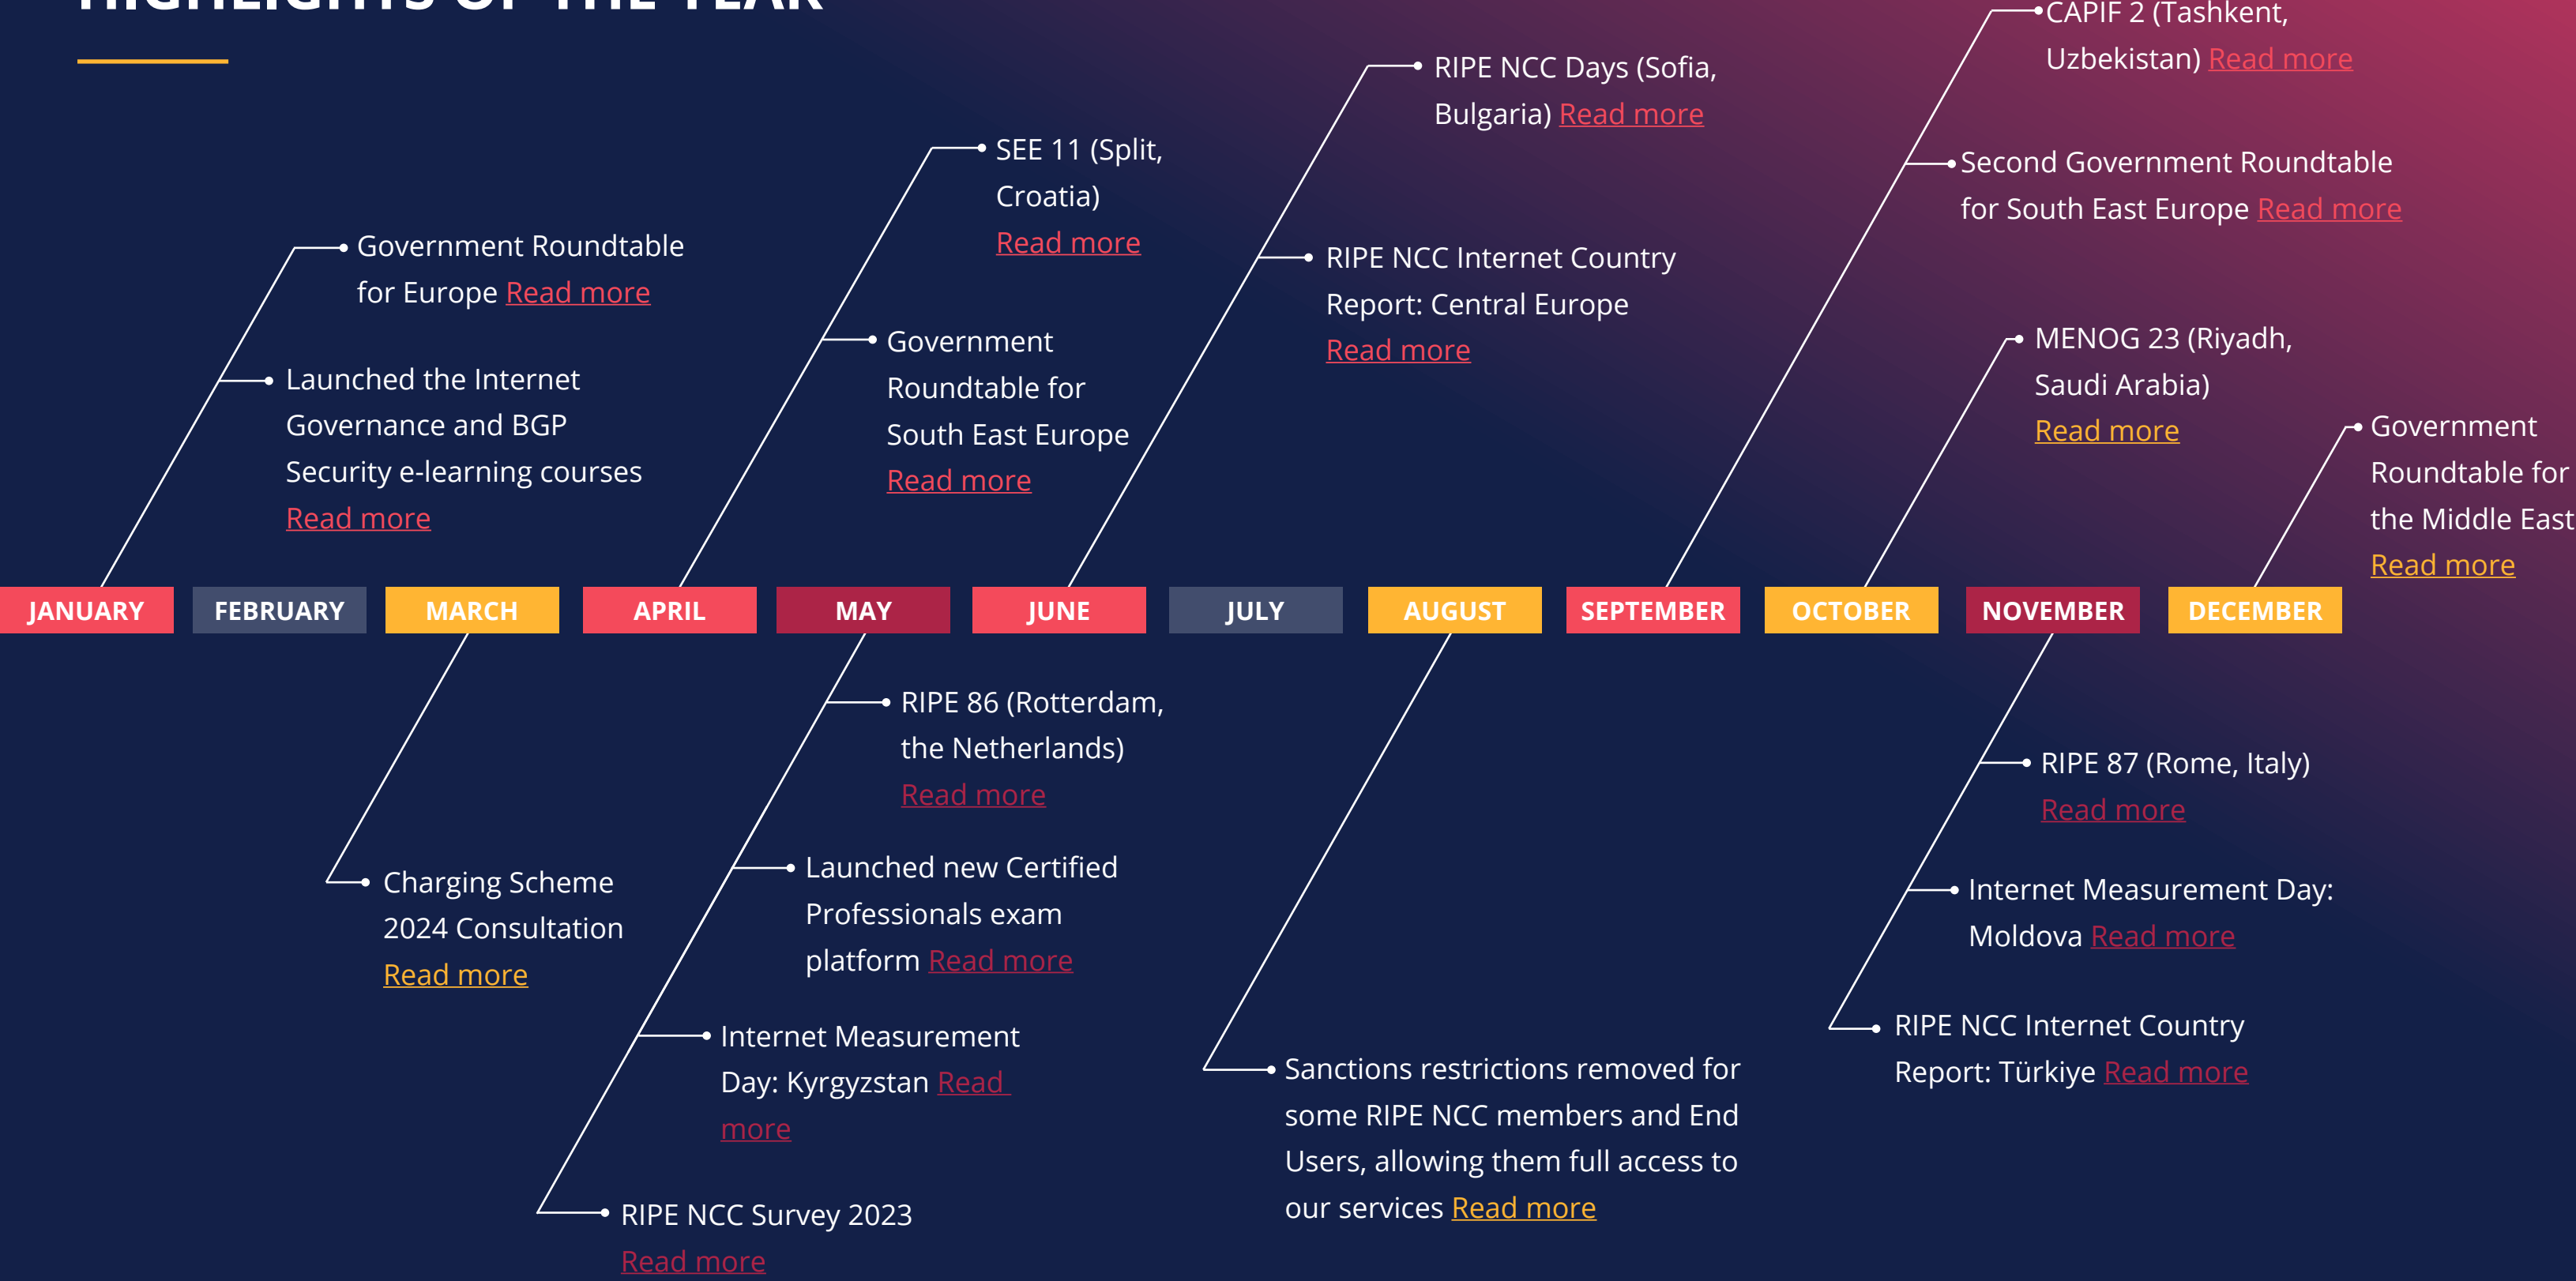 HIGHLIGHTS OF THE YEAR
CAPIF 2 (Tashkent,
Uzbekistan) Read more
RIPE NCC Days (Sofia,
Bulgaria) Read more
SEE 11 (Split,
Croatia)
Read more
Second Government Roundtable
for South East Europe Read more
Government Roundtable
for Europe Read more
RIPE NCC Internet Country
Report: Central Europe
Read more
Government
Roundtable for
South East Europe
Read more
MENOG 23 (Riyadh,
Saudi Arabia)
Read more
Launched the Internet
Governance and BGP
Security e-learning courses
Read more
Government
Roundtable for
the Middle East
Read more
JANUARY
FEBRUARY
MARCH
APRIL
MAY
JUNE
JULY
AUGUST
SEPTEMBER
OCTOBER
NOVEMBER
DECEMBER
RIPE 86 (Rotterdam,
the Netherlands)
Read more
RIPE 87 (Rome, Italy)
Read more
Charging Scheme
2024 Consultation
Read more
Launched new Certified
Professionals exam
platform Read more
Internet Measurement Day:
Moldova Read more
Internet Measurement
Day: Kyrgyzstan Read
more
RIPE NCC Internet Country
Report: Türkiye Read more
Sanctions restrictions removed for
some RIPE NCC members and End
Users, allowing them full access to
our services Read more
RIPE NCC Survey 2023
Read more